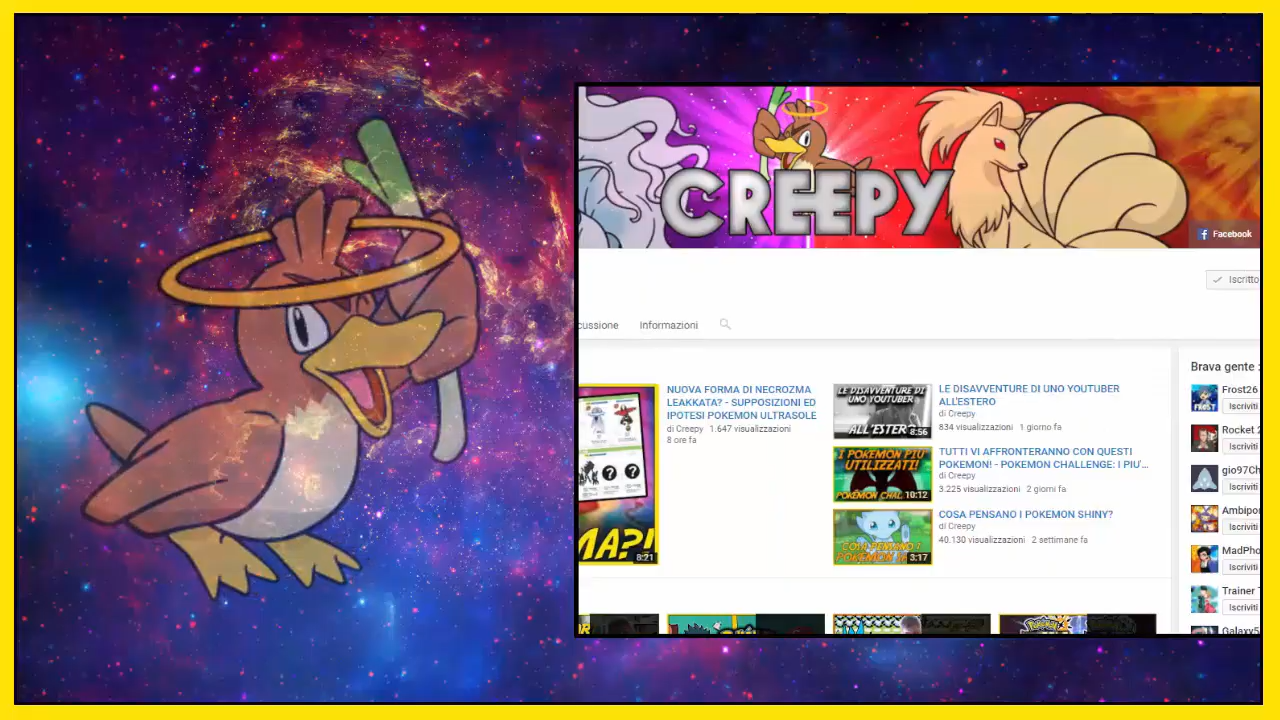 CREEPY
Facebook
Iscritto
cussione Informazioni
NUOVA FORMA DI NECROZMA
LEAKKATA? - SUPPOSIZIONI ED
IPOTESI POKEMON ULTRASOLE
di Creepy 1.647 visualizzazioni
8 ore fa
MA?!
8:21
LE DISAVVENTURE DI
UNO YOUTUBER
ALL'ESTER
8:56
LE DISAVVENTURE DI UNO YOUTUBER
ALL'ESTERO
di Creepy
834 visualizzazioni 1 giorno fa
I POKEMON PIU
UTILIZZATI!
POKEMON CHAL
10:12
TUTTI VI AFFRONTERANNO CON QUESTI
POKEMON! - POKEMON CHALLENGE: I PIU'...
di Creepy
3.225 visualizzazioni 2 giorni fa
COSA PENSANO I
POKEMON
3:17
COSA PENSANO I POKEMON SHINY?
di Creepy
40.130 visualizzazioni 2 settimane fa
Brava gente :
Frost26
Iscriviti
Rocket 2
Iscriviti
gio97Ch
Iscriviti
Ambipo
Iscriviti
MadPho
Iscriviti
Trainer
Iscriviti
Galaxy5